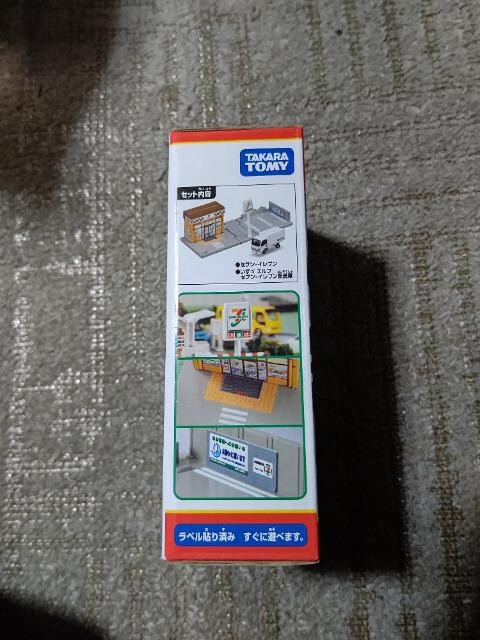 TAKARA
TOMY
セット内容
●セブン-イレブン
●いすゞ エルフ
セブン-イレブン配送車
ラベル貼り済み すぐに遊べます。